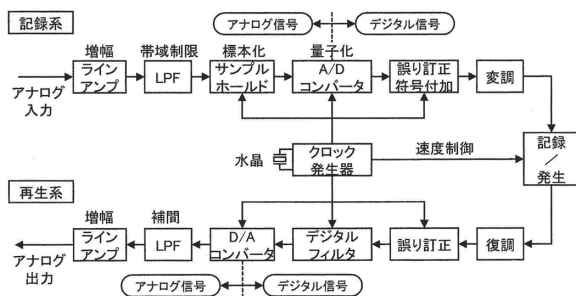 アナログ信号 デジタル信号
記録系
増幅 帯域制限 標本化 量子化
ライン
アンプ
LPF
サンプル
ホールド
A/D
コンバータ
誤り訂正
符号付加
変調
アナログ
入力
水晶
クロック
発生器
速度制御
記録
/
発生
再生系
増幅 補間
ライン
アンプ
LPF
D/A
コンバータ
デジタル
フィルタ
誤り訂正
復調
アナログ
出力
アナログ信号 デジタル信号